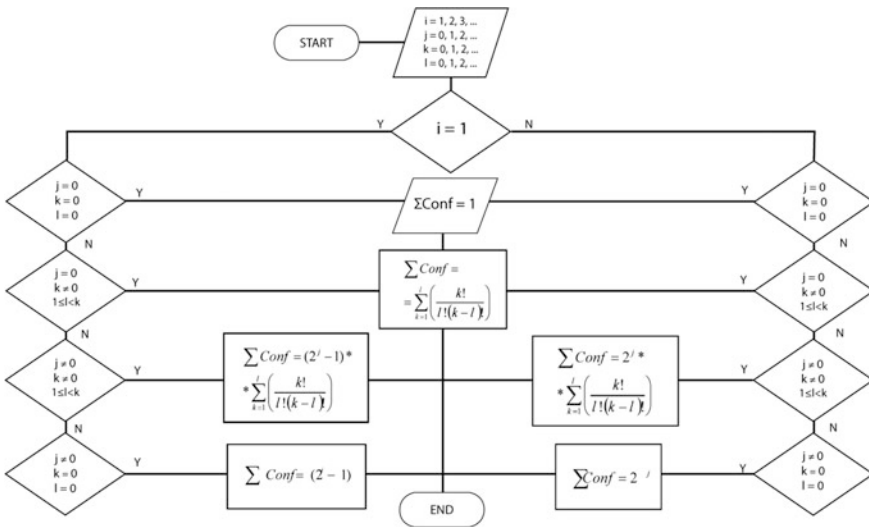 START
i = 1, 2, 3, ...
j = 0, 1, 2, ...
k = 0, 1, 2, ...
l = 0, 1, 2, ...
Y
i = 1
N
j = 0
k = 0
l = 0
Y
ΣConf = 1
Y
j = 0
k = 0
l = 0
N
N
j = 0
k ≠ 0
1≤l<k
Y
∑ Conf =
= ∑_{k=1}^{l} (k! / l!(k−l)!)
Y
j = 0
k ≠ 0
1≤l<k
N
N
j ≠ 0
k ≠ 0
1≤l<k
Y
∑ Conf = (2^j −1)*
* ∑_{k=1}^{l} (k! / l!(k−l)!)
∑ Conf = 2^j *
* ∑_{k=1}^{l} (k! / l!(k−l)!)
Y
j ≠ 0
k ≠ 0
1≤l<k
N
N
j ≠ 0
k = 0
l = 0
Y
∑ Conf = (2 − 1)
∑ Conf = 2^j
Y
j ≠ 0
k = 0
l = 0
END